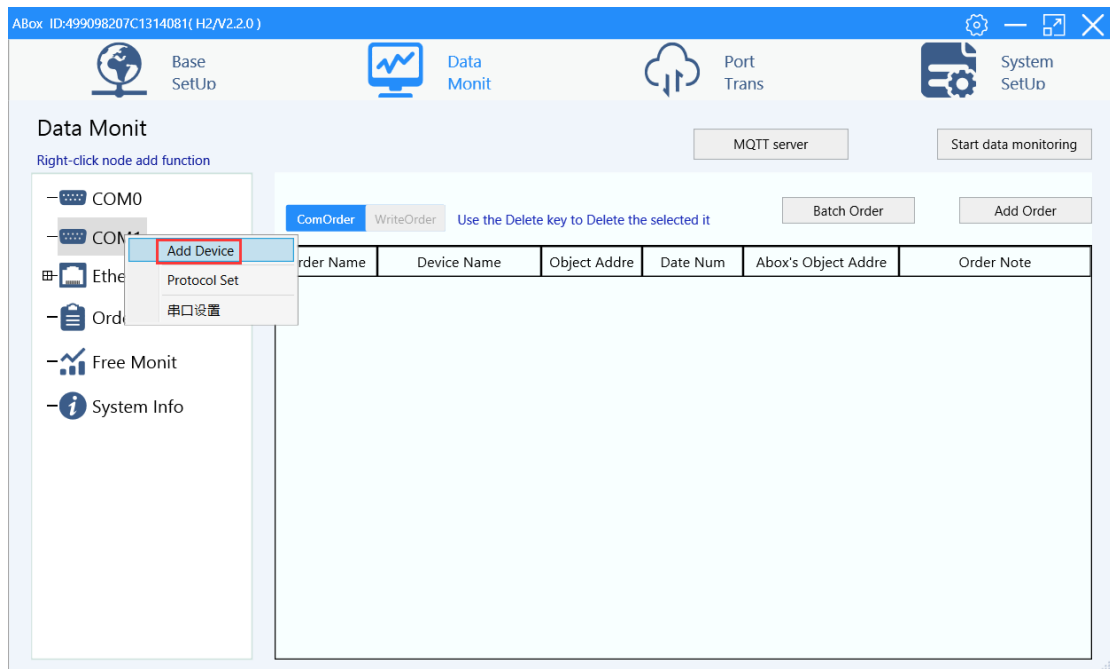 ABox ID:499098207C1314081( H2/V2.2.0 )
Base
SetUp
Data
Monit
Port
Trans
System
SetUp
Data Monit
MQTT server
Start data monitoring
Right-click node add function
COM0
COM1
Add Device
Protocol Set
串口设置
Ethe
Orde
Free Monit
System Info
ComOrder
WriteOrder
Use the Delete key to Delete the selected it
Batch Order
Add Order
rder Name
Device Name
Object Addre
Date Num
Abox's Object Addre
Order Note